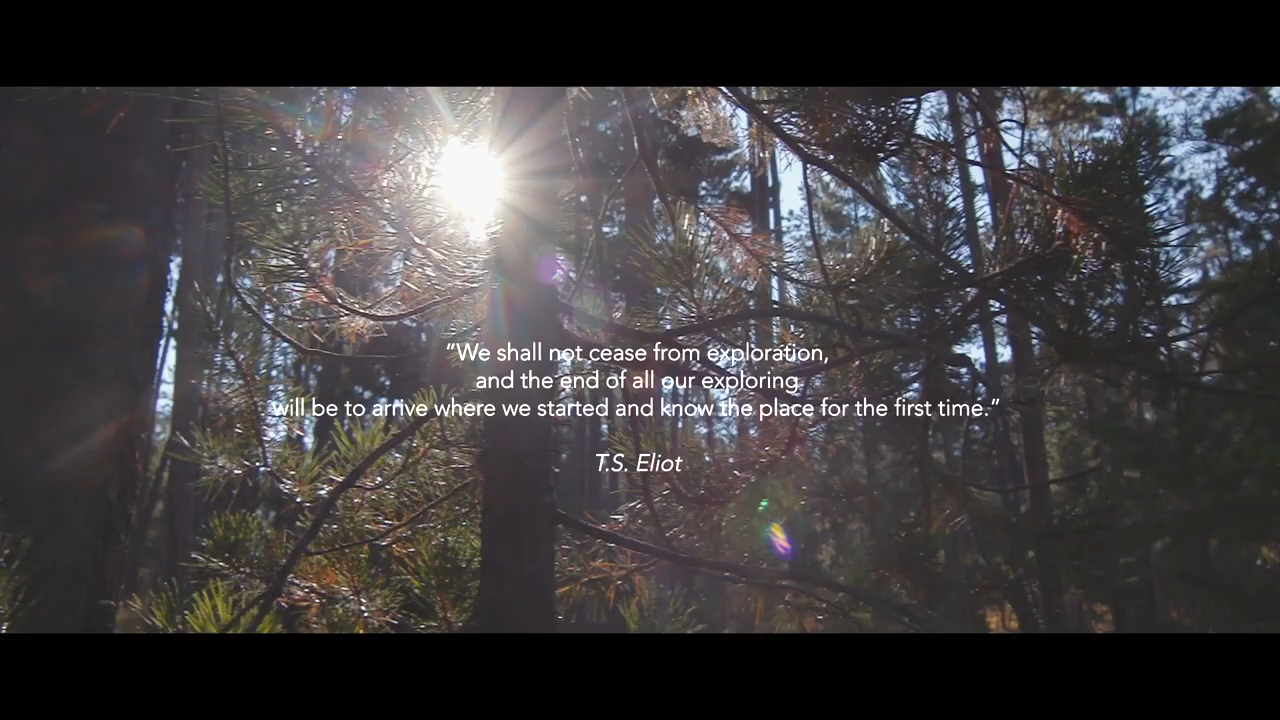 “We shall not cease from exploration,
and the end of all our exploring
will be to arrive where we started and know the place for the first time.”
T.S. Eliot